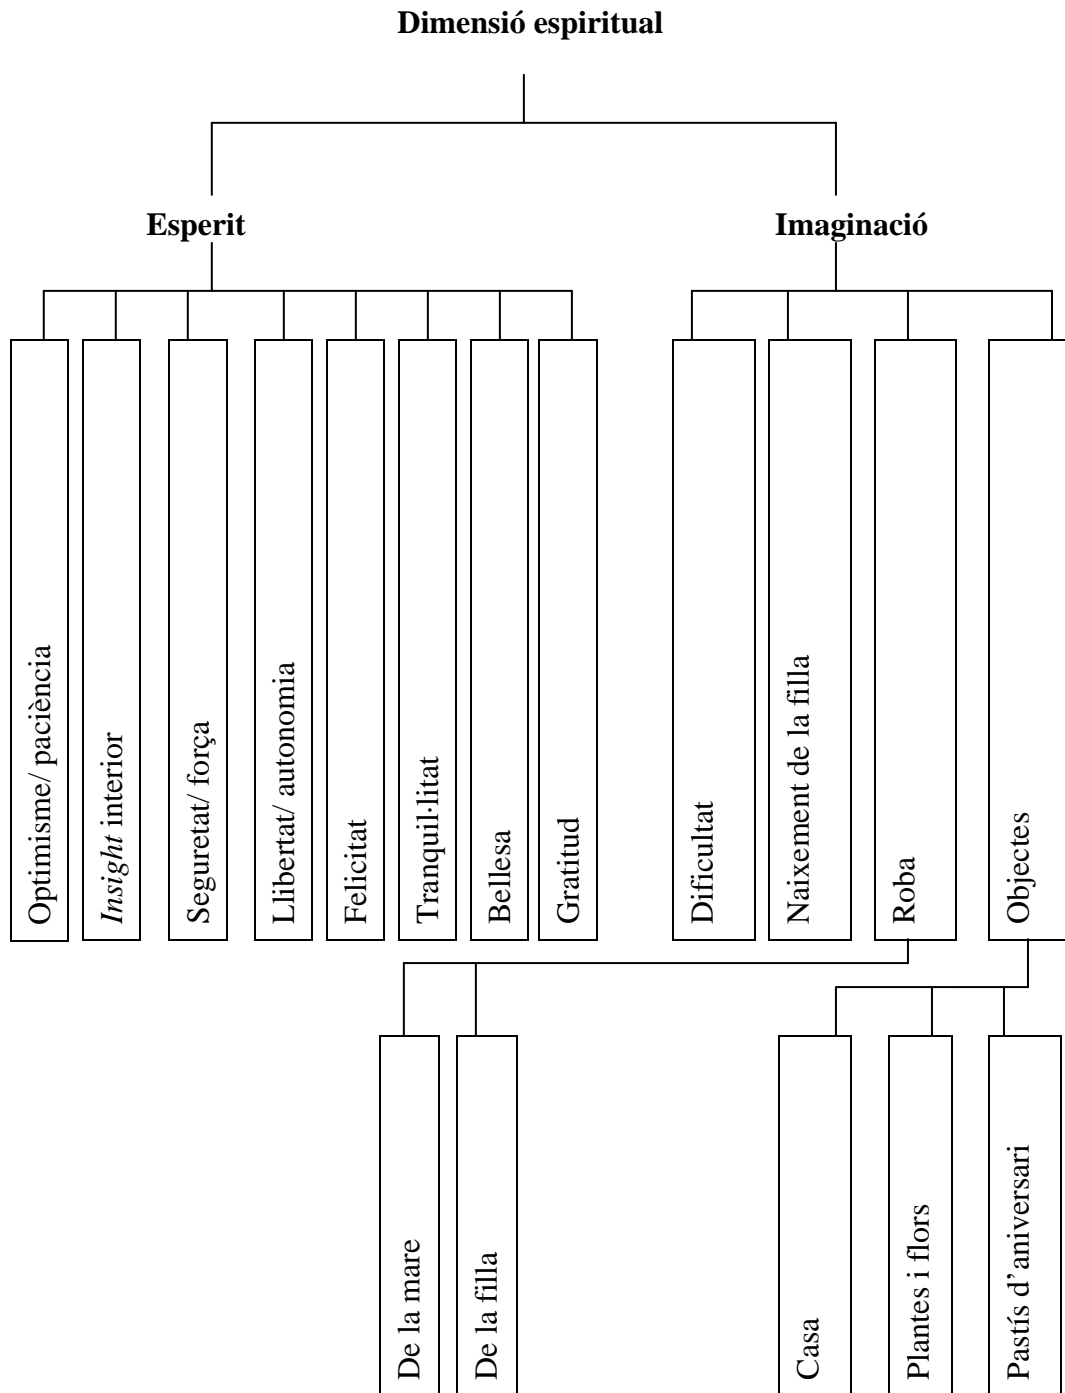 Dimensió espiritual
Esperit
Imaginació
Optimisme/ paciència
Insight interior
Seguretat/ força
Llibertat/ autonomia
Felicitat
Tranquil·litat
Bellesa
Gratitud
Dificultat
Naixement de la filla
Roba
Objectes
De la mare
De la filla
Casa
Plantes i flors
Pastís d’aniversari